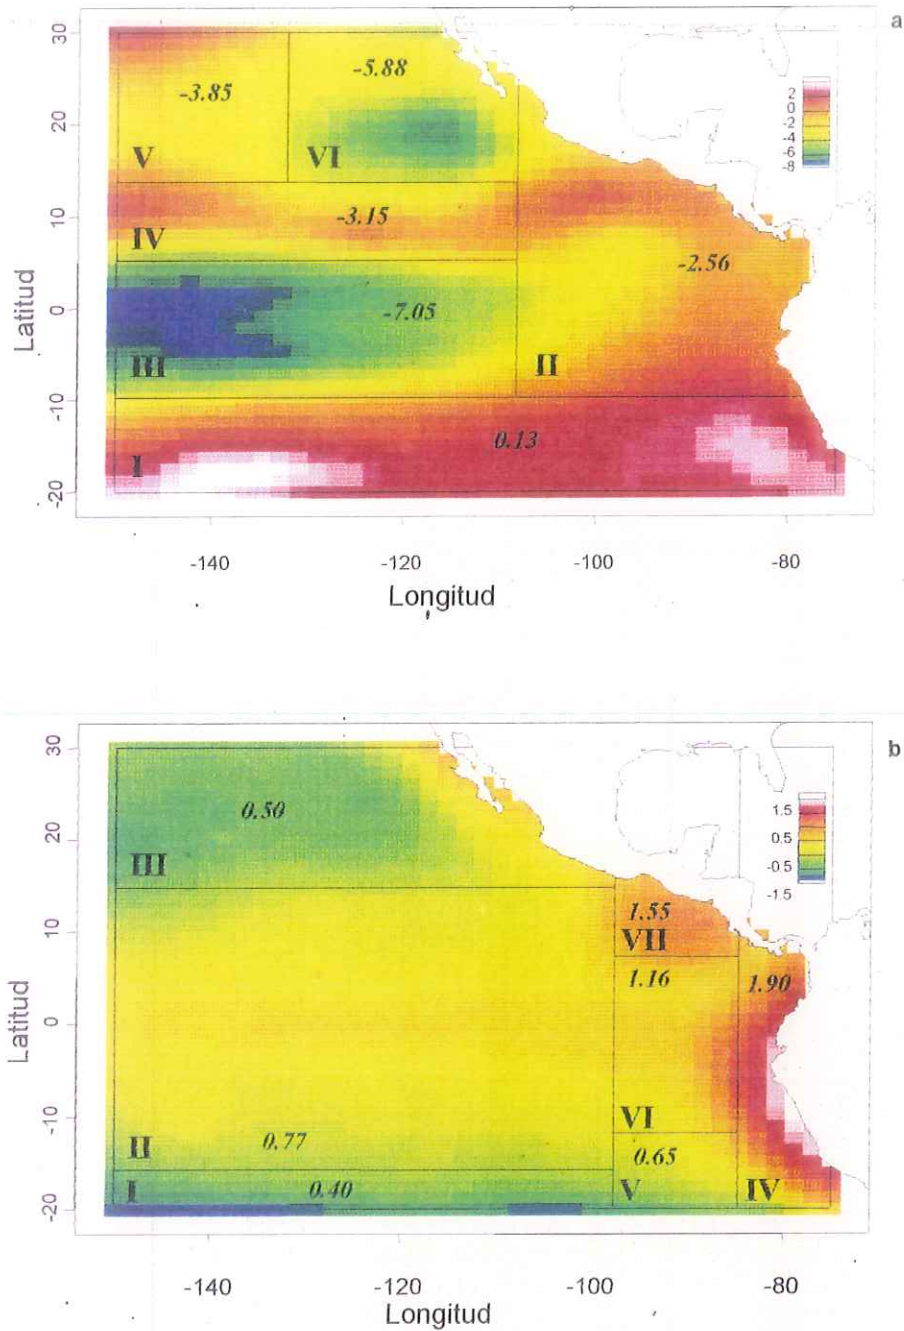 a
30
20
10
0
-10
-20
Latitud
-3.85
-5.88
V
VI
-3.15
IV
-2.56
-7.05
III
II
0.13
I
2
0
-2
-4
-6
-8
-140
-120
-100
-80
Longitud
b
30
20
10
0
-10
-20
Latitud
0.50
III
1.55
VII
1.16
1.90
VI
II
0.77
0.65
I
0.40
V
IV
1.5
0.5
-0.5
-1.5
-140
-120
-100
-80
Longitud